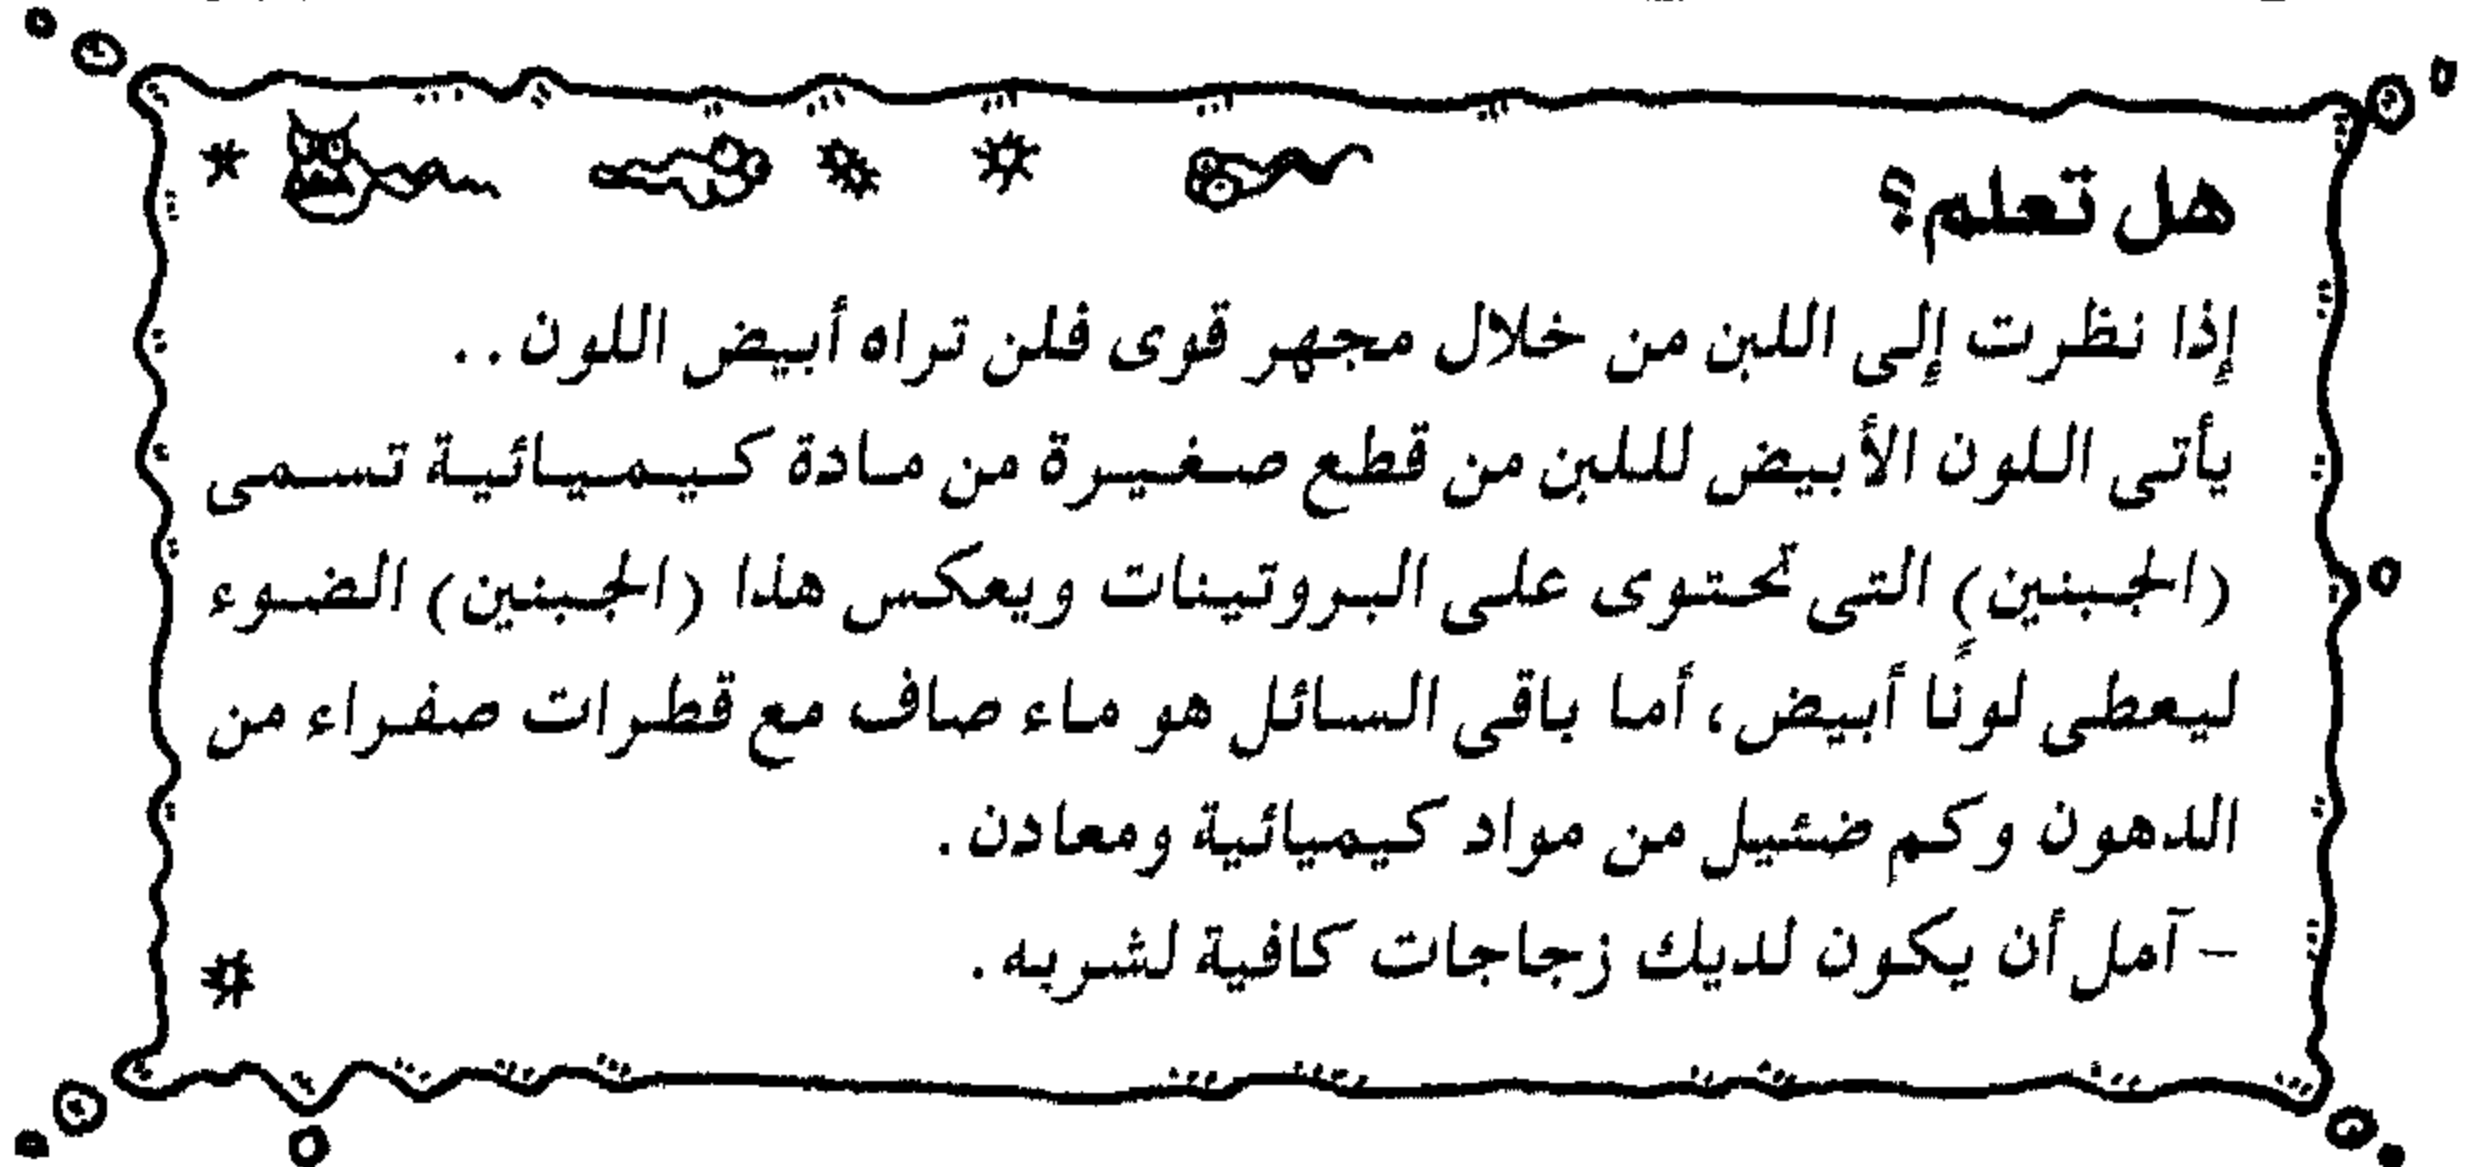 هل تعلم؟
إذا نظرت إلى اللبن من خلال مجهر قوى فلن تراه أبيض اللون..
يأتى اللون الأبيض لللبن من قطع صغيرة من مادة كيميائية تسمى
(الجبنين) التى تحتوى على البروتينات ويعكس هذا (الجبنين) الضوء
ليعطى لونًا أبيض، أما باقى السائل هو ماء صاف مع قطرات صفراء من
الدهون وكم ضئيل من مواد كيميائية ومعادن.
- آمل أن يكون لديك زجاجات كافية لشربه.